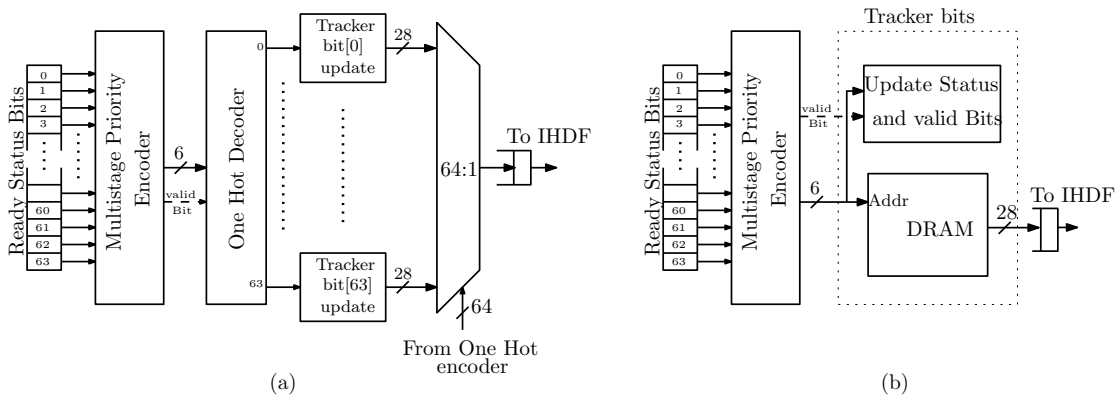 Ready Status Bits
0
1
2
3
60
61
62
63
Multistage Priority
Encoder
6
valid
Bit
One Hot Decoder
0
63
Tracker
bit[0]
update
28
Tracker
bit[63]
update
28
64:1
64
From One Hot
encoder
To IHDF
(a)
Ready Status Bits
0
1
2
3
60
61
62
63
Multistage Priority
Encoder
valid
Bit
6
Tracker bits
Update Status
and valid Bits
Addr
DRAM
28
To IHDF
(b)